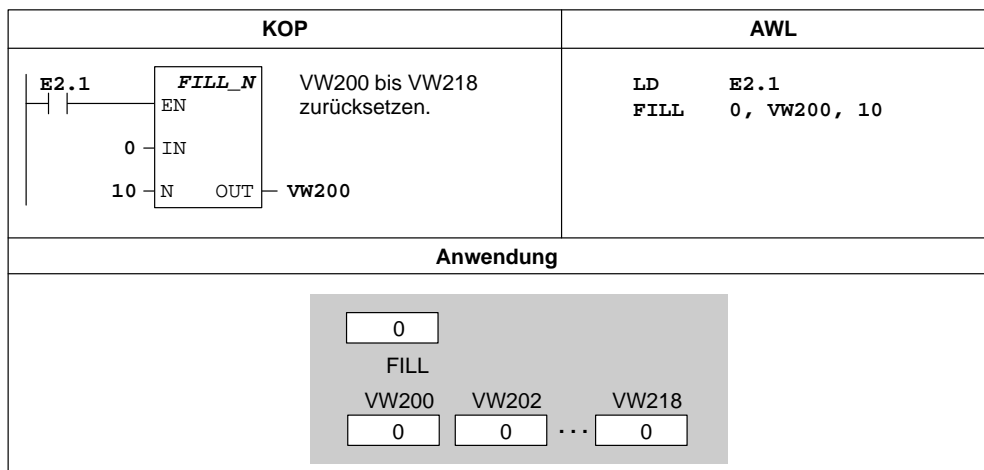 KOP
AWL
E2.1
FILL_N
VW200 bis VW218
zurücksetzen.
EN
0
IN
10
N
OUT
VW200
LD E2.1
FILL 0, VW200, 10
Anwendung
0
FILL
VW200 VW202 VW218
0 0 ... 0